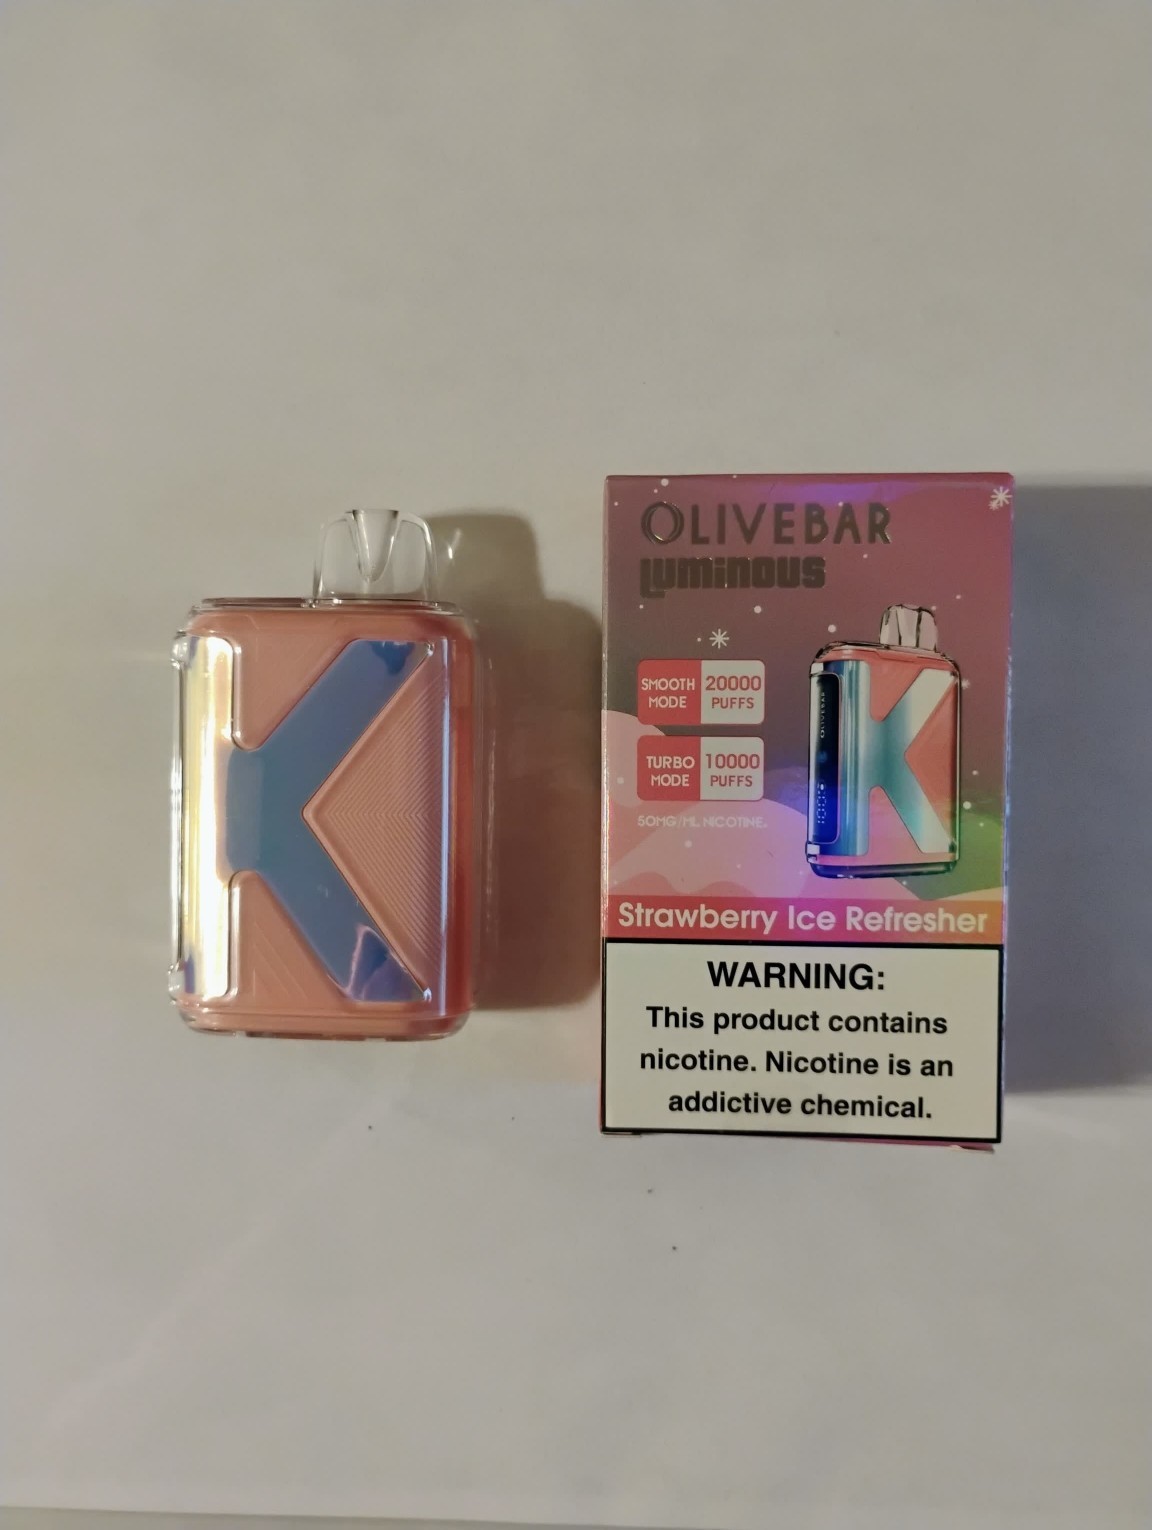 OLIVEBAR
LUMINOUS
SMOOTH MODE 20000 PUFFS
TURBO MODE 10000 PUFFS
50MG/ML NICOTINE.
OLIVEBAR
K
K
Strawberry Ice Refresher
WARNING:
This product contains
nicotine. Nicotine is an
addictive chemical.